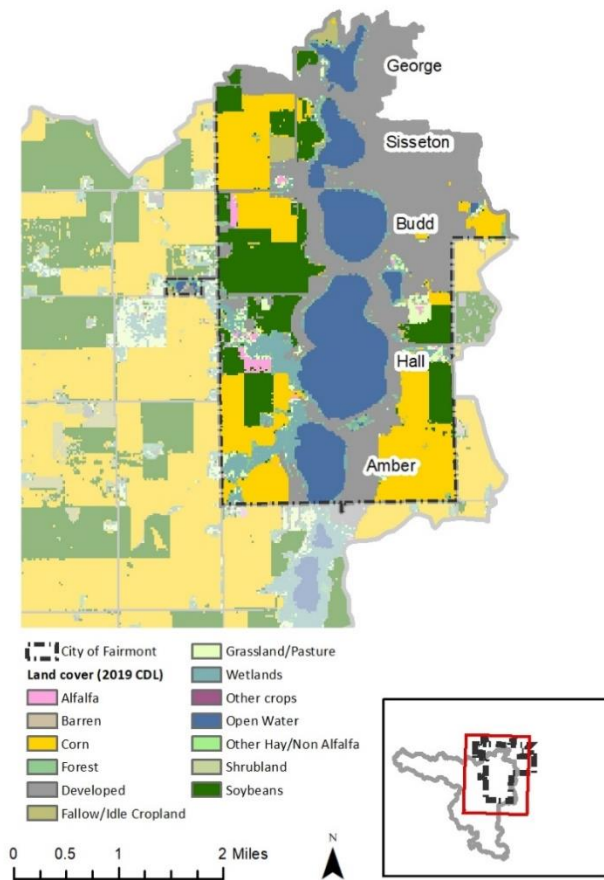 George
Sisseton
Budd
Hall
Amber
City of Fairmont
Land cover (2019 CDL)
Alfalfa
Barren
Corn
Forest
Developed
Fallow/Idle Cropland
Grassland/Pasture
Wetlands
Other crops
Open Water
Other Hay/Non Alfalfa
Shrubland
Soybeans
0 0.5 1 2 Miles
N